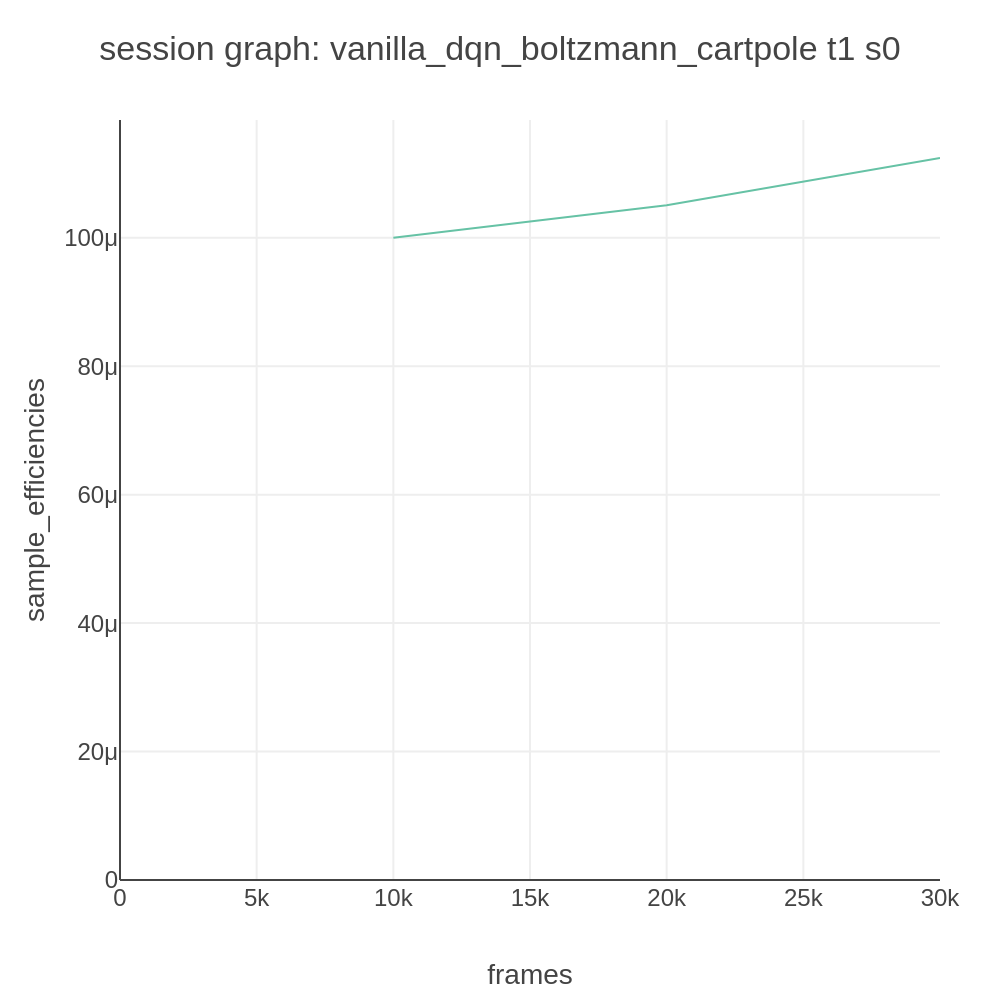 session graph: vanilla_dqn_boltzmann_cartpole t1 s0
sample_efficiencies
100μ
80μ
60μ
40μ
20μ
0
0 5k 10k 15k 20k 25k 30k
frames